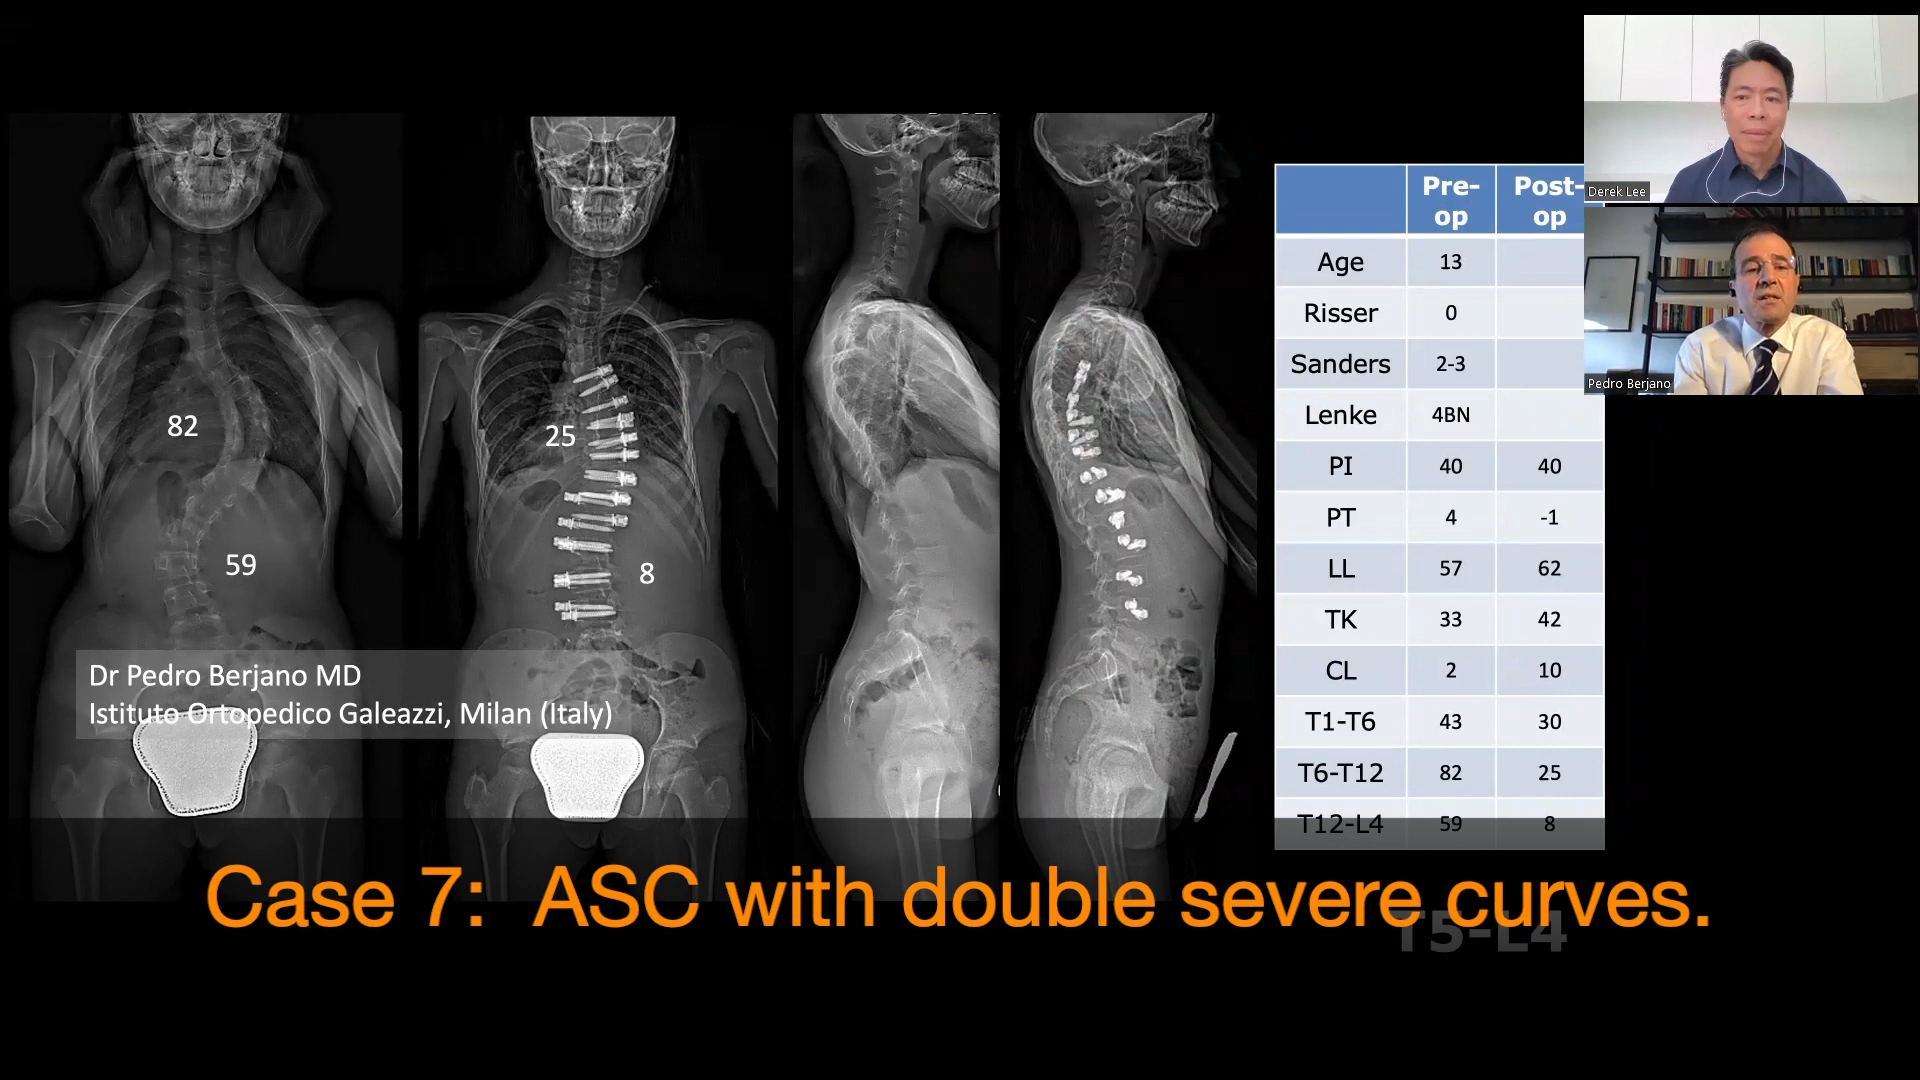 82
59
25
8
Dr Pedro Berjano MD
Istituto Ortopedico Galeazzi, Milan (Italy)
Pre-op Post-op
Age 13
Risser 0
Sanders 2-3
Lenke 4BN
PI 40 40
PT 4 -1
LL 57 62
TK 33 42
CL 2 10
T1-T6 43 30
T6-T12 82 25
T12-L4 59 8
T5-L4
Case 7: ASC with double severe curves.
Derek Lee
Pedro Berjano